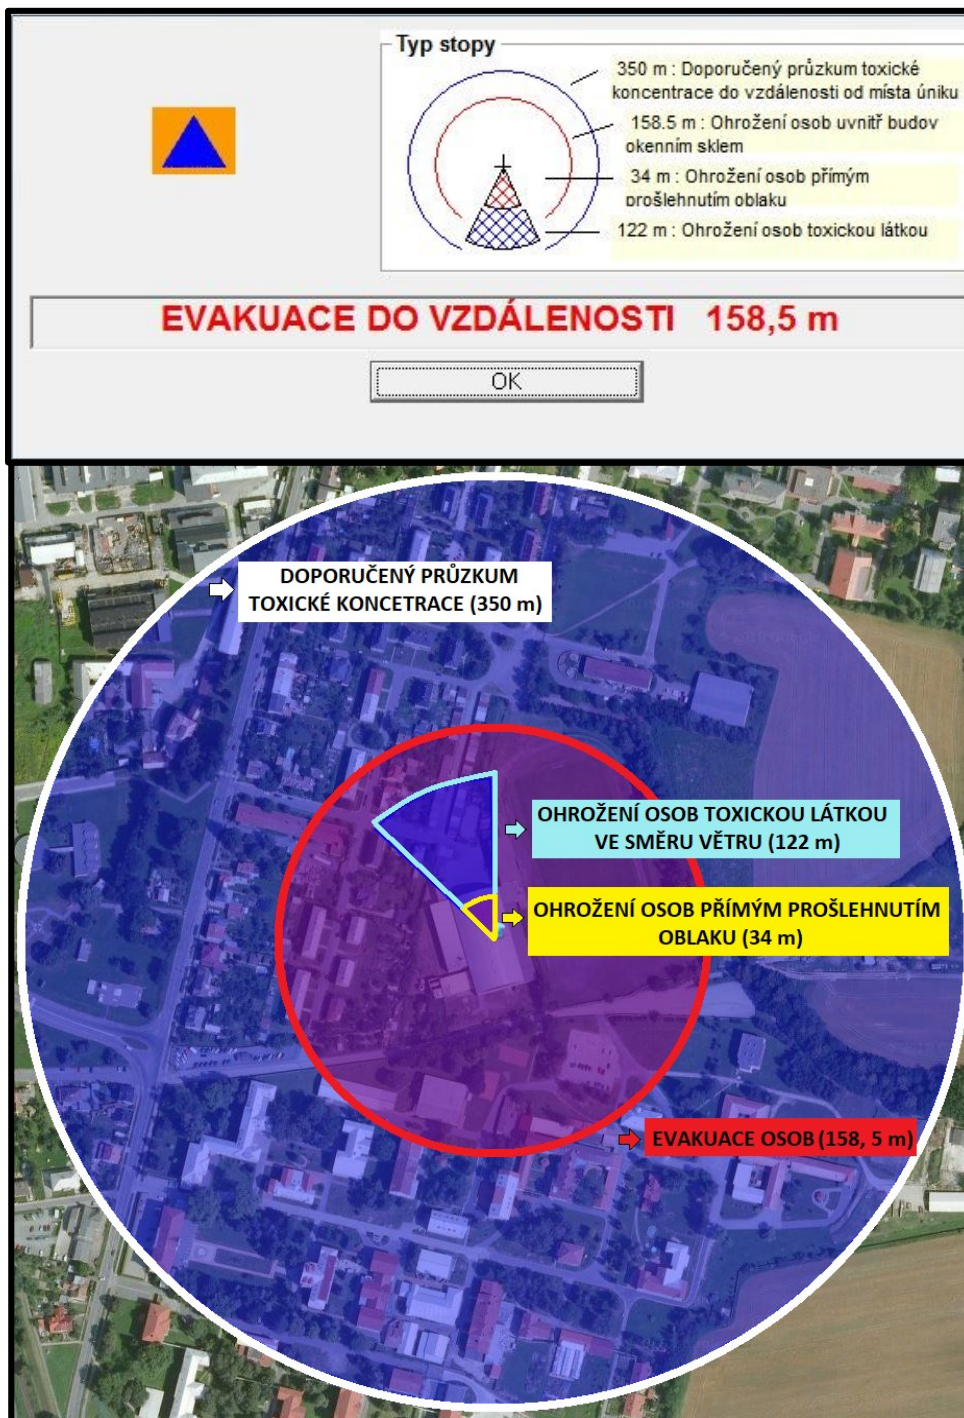 Typ stopy
350 m : Doporučený průzkum toxické
koncentrace do vzdálenosti od místa úniku
158.5 m : Ohrožení osob uvnitř budov
okenním sklem
34 m : Ohrožení osob přímým
prošlehnutím oblaku
122 m : Ohrožení osob toxickou látkou
EVAKUACE DO VZDÁLENOSTI 158,5 m
OK
DOPORUČENÝ PRŮZKUM
TOXICKÉ KONCETRACE (350 m)
OHROŽENÍ OSOB TOXICKOU LÁTKOU
VE SMĚRU VĚTRU (122 m)
OHROŽENÍ OSOB PŘÍMÝM PROŠLEHNUTÍM
OBLAKU (34 m)
EVAKUACE OSOB (158, 5 m)